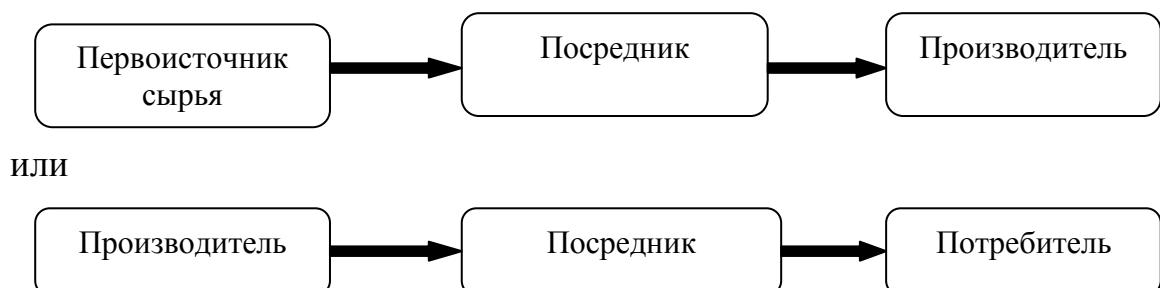 Первоисточник сырья
Посредник
Производитель
или
Производитель
Посредник
Потребитель